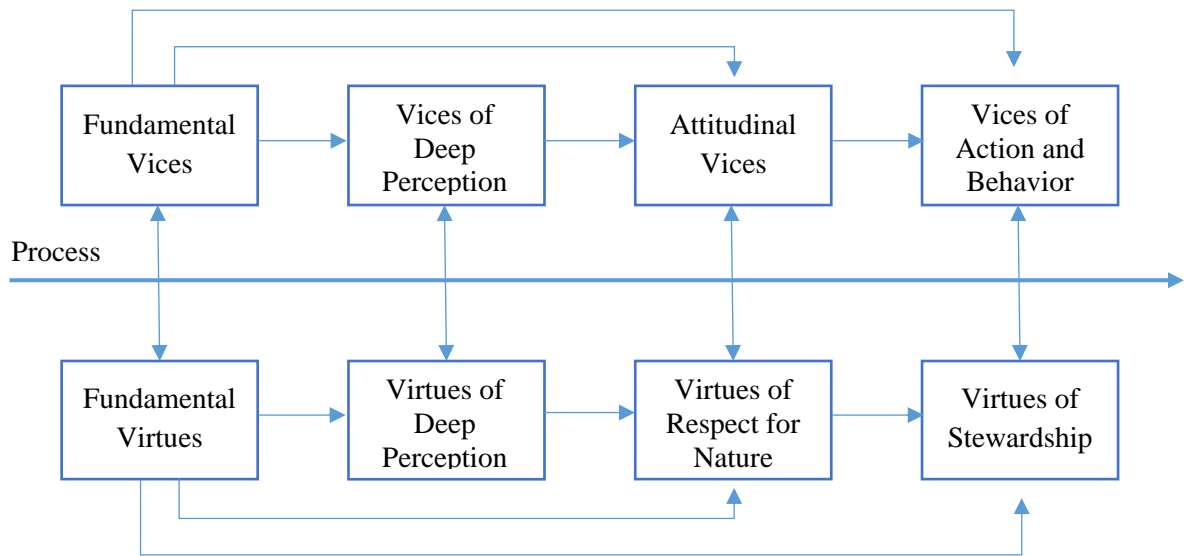 Fundamental
Vices
Vices of
Deep
Perception
Attitudinal
Vices
Vices of
Action and
Behavior
Process
Fundamental
Virtues
Virtues of
Deep
Perception
Virtues of
Respect for
Nature
Virtues of
Stewardship